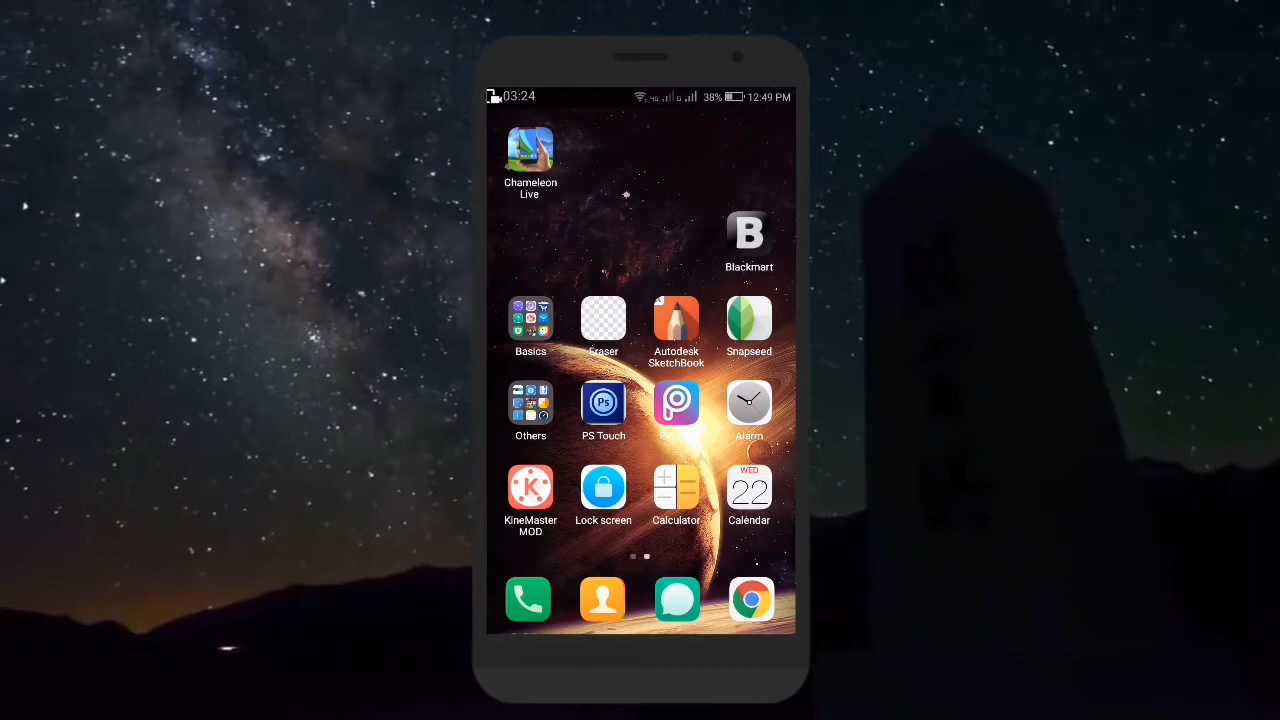 03:24 4G G 38% 12:49 PM
Chameleon
Live
B
Blackmart
Basics Eraser Autodesk Snapseed
SketchBook
Ps
Others PS Touch Alarm
WED
K 22
KineMaster Lock screen Calculator Calendar
MOD